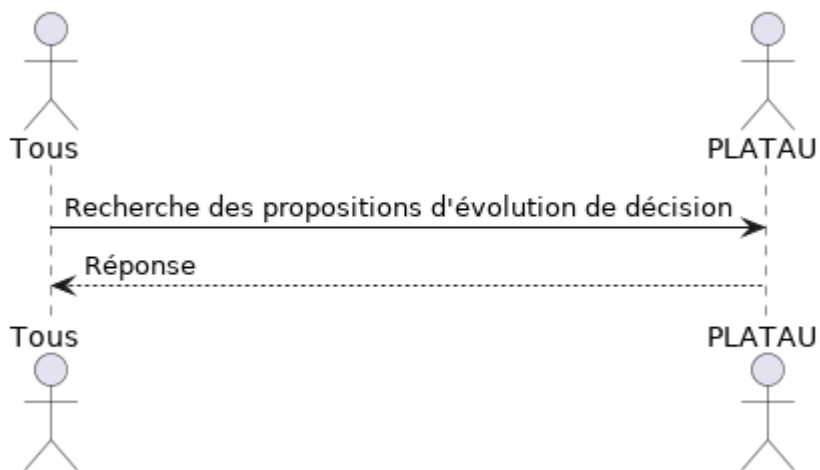 Tous
PLATAU
Recherche des propositions d'évolution de décision
Réponse
Tous
PLATAU